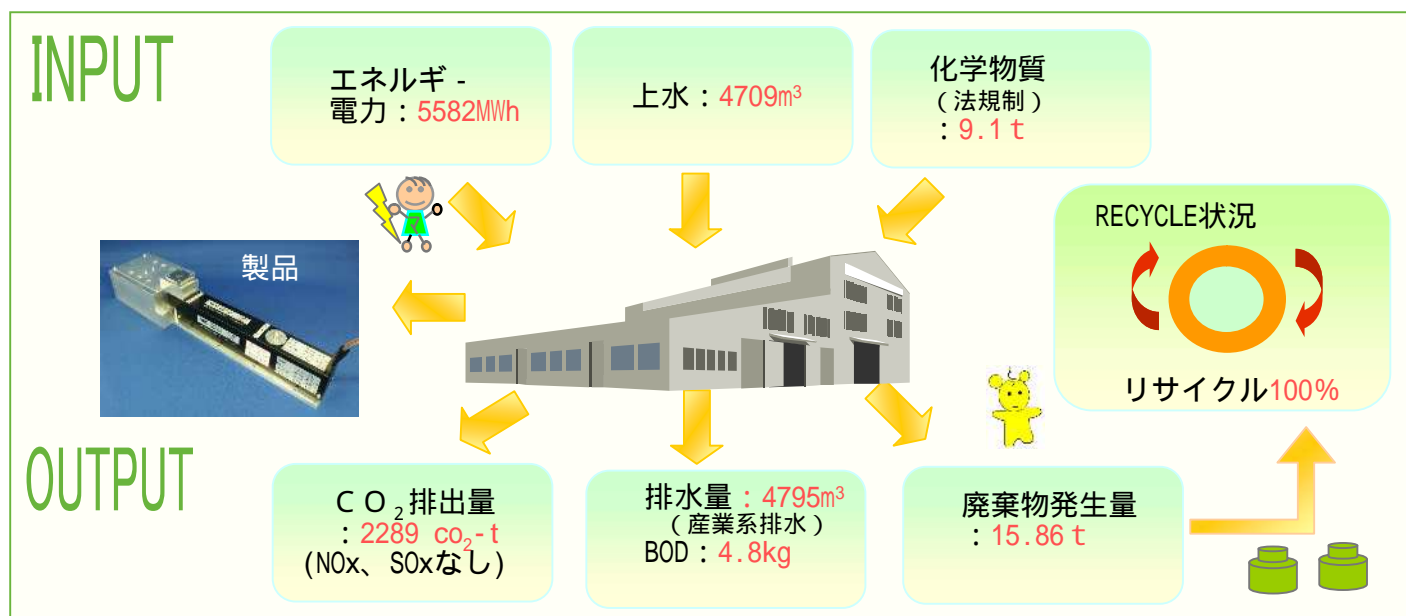 INPUT
エネルギ-
電力：5582MWh
上水：4709m³
化学物質
（法規制）
：9.1ｔ
マ
製品
RECYCLE状況
リサイクル100%
OUTPUT
ＣＯ₂排出量
：2289 co₂-t
(NOx、SOxなし)
排水量：4795m³
（産業系排水）
BOD：4.8kg
廃棄物発生量
：15.86ｔ